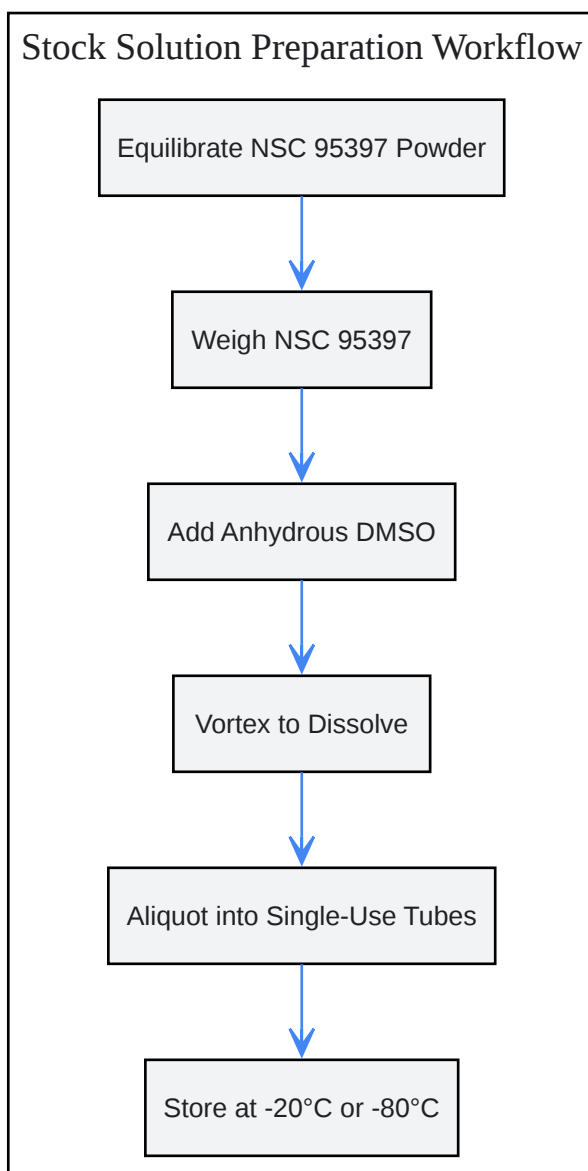 Stock Solution Preparation Workflow
Equilibrate NSC 95397 Powder
Weigh NSC 95397
Add Anhydrous DMSO
Vortex to Dissolve
Aliquot into Single-Use Tubes
Store at -20°C or -80°C